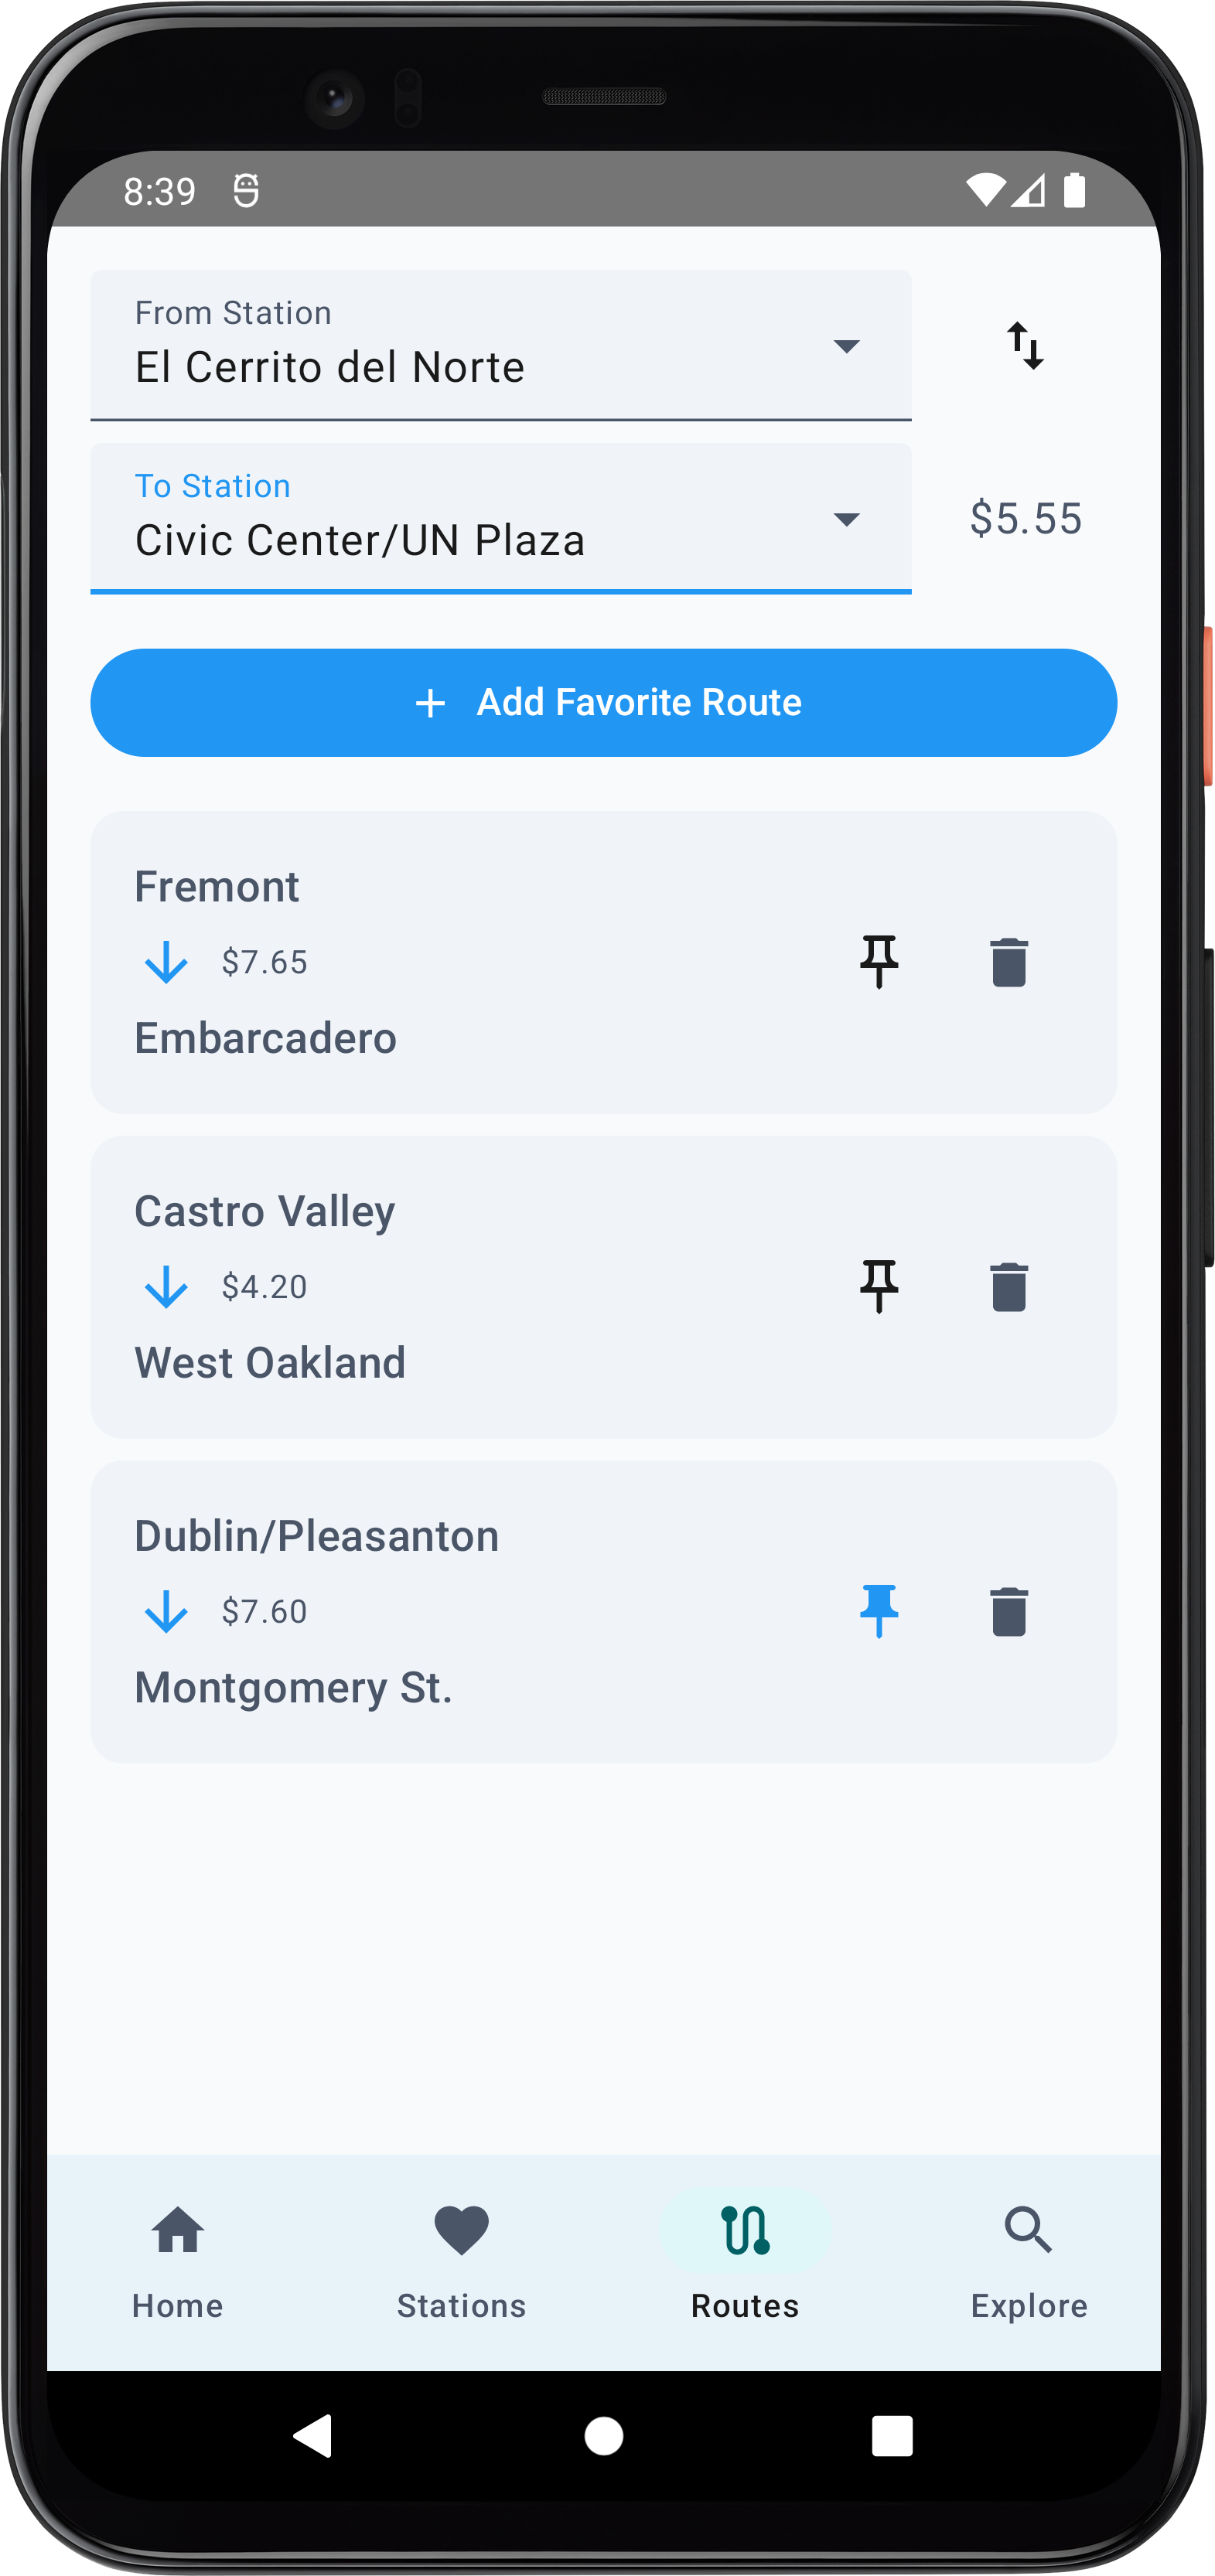 8:39
From Station
El Cerrito del Norte
To Station
Civic Center/UN Plaza
$5.55
+ Add Favorite Route
Fremont
$7.65
Embarcadero
Castro Valley
$4.20
West Oakland
Dublin/Pleasanton
$7.60
Montgomery St.
Home Stations Routes Explore